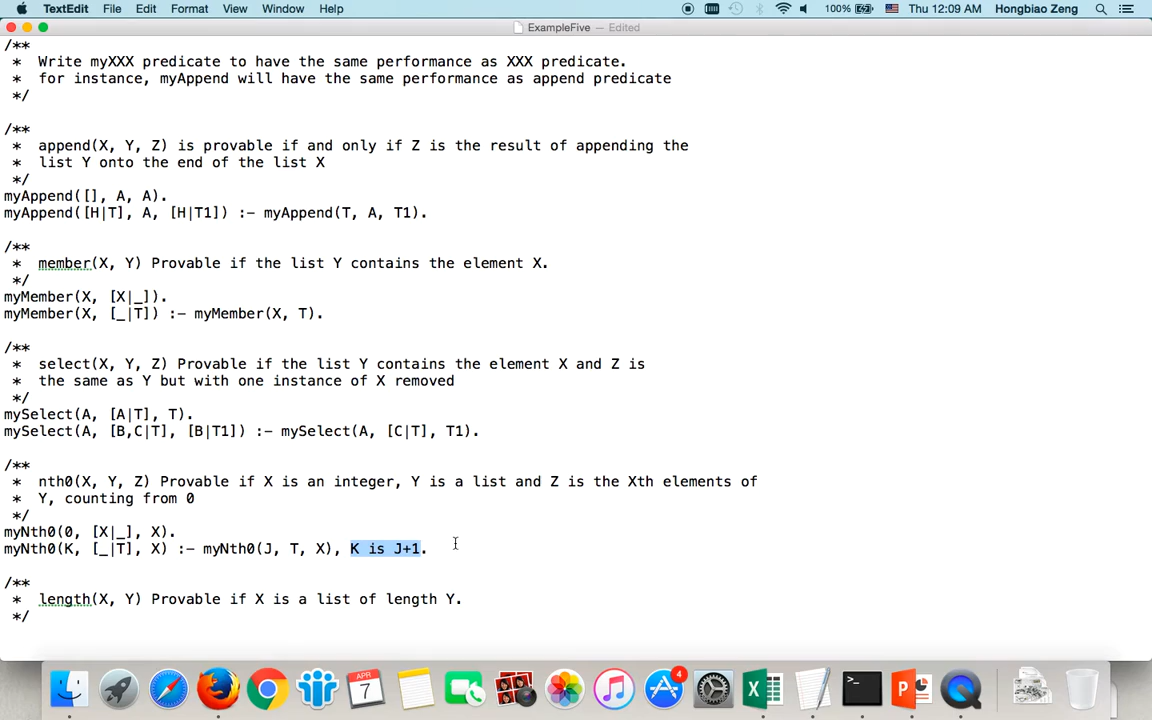 TextEdit File Edit Format View Window Help 100% Thu 12:09 AM Hongbiao Zeng
ExampleFive — Edited
/**
* Write myXXX predicate to have the same performance as XXX predicate.
* for instance, myAppend will have the same performance as append predicate
*/
/**
* append(X, Y, Z) is provable if and only if Z is the result of appending the
* list Y onto the end of the list X
*/
myAppend([], A, A).
myAppend([H|T], A, [H|T1]) :- myAppend(T, A, T1).
/**
* member(X, Y) Provable if the list Y contains the element X.
*/
myMember(X, [X|_]).
myMember(X, [_|T]) :- myMember(X, T).
/**
* select(X, Y, Z) Provable if the list Y contains the element X and Z is
* the same as Y but with one instance of X removed
*/
mySelect(A, [A|T], T).
mySelect(A, [B,C|T], [B|T1]) :- mySelect(A, [C|T], T1).
/**
* nth0(X, Y, Z) Provable if X is an integer, Y is a list and Z is the Xth elements of
* Y, counting from 0
*/
myNth0(0, [X|_], X).
myNth0(K, [_|T], X) :- myNth0(J, T, X), K is J+1.
/**
* length(X, Y) Provable if X is a list of length Y.
*/
APR
7
4